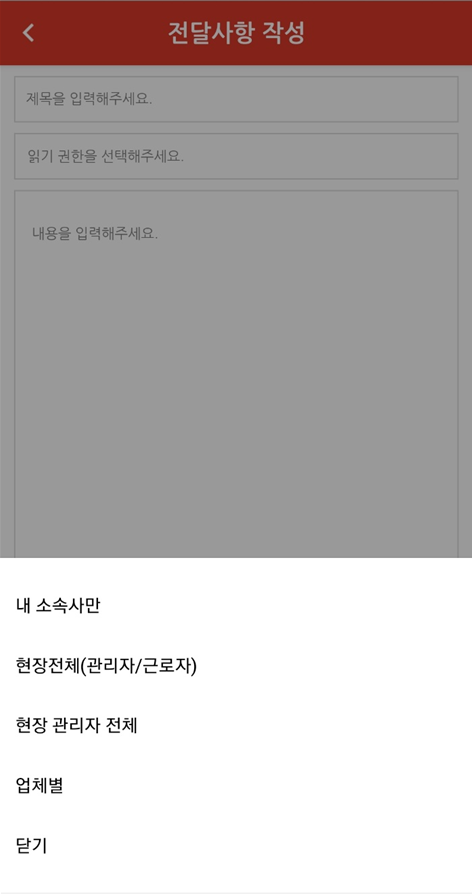 전달사항 작성
제목을 입력해주세요.
읽기 권한을 선택해주세요.
내용을 입력해주세요.
내 소속사만
현장전체(관리자/근로자)
현장 관리자 전체
업체별
닫기